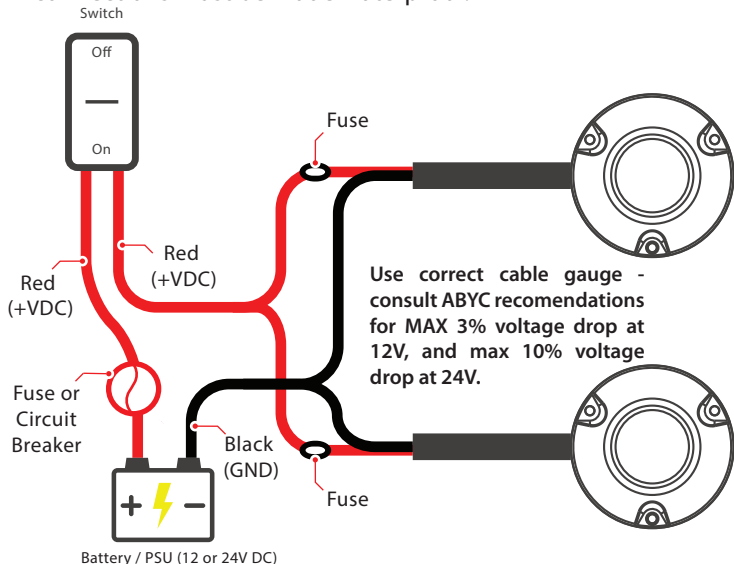 Switch
Off
On
Fuse
Red
(+VDC)
Red
(+VDC)
Use correct cable gauge -
consult ABYC recomendations
for MAX 3% voltage drop at
12V, and max 10% voltage
drop at 24V.
Fuse or
Circuit
Breaker
Black
(GND)
Fuse
+ −
Battery / PSU (12 or 24V DC)